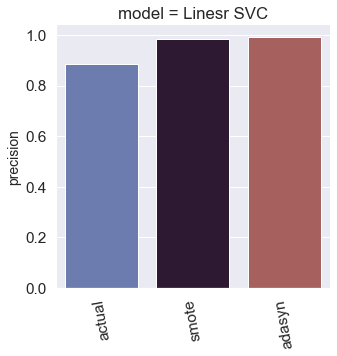 model = Linesr SVC
precision
1.0
0.8
0.6
0.4
0.2
0.0
actual
smote
adasyn